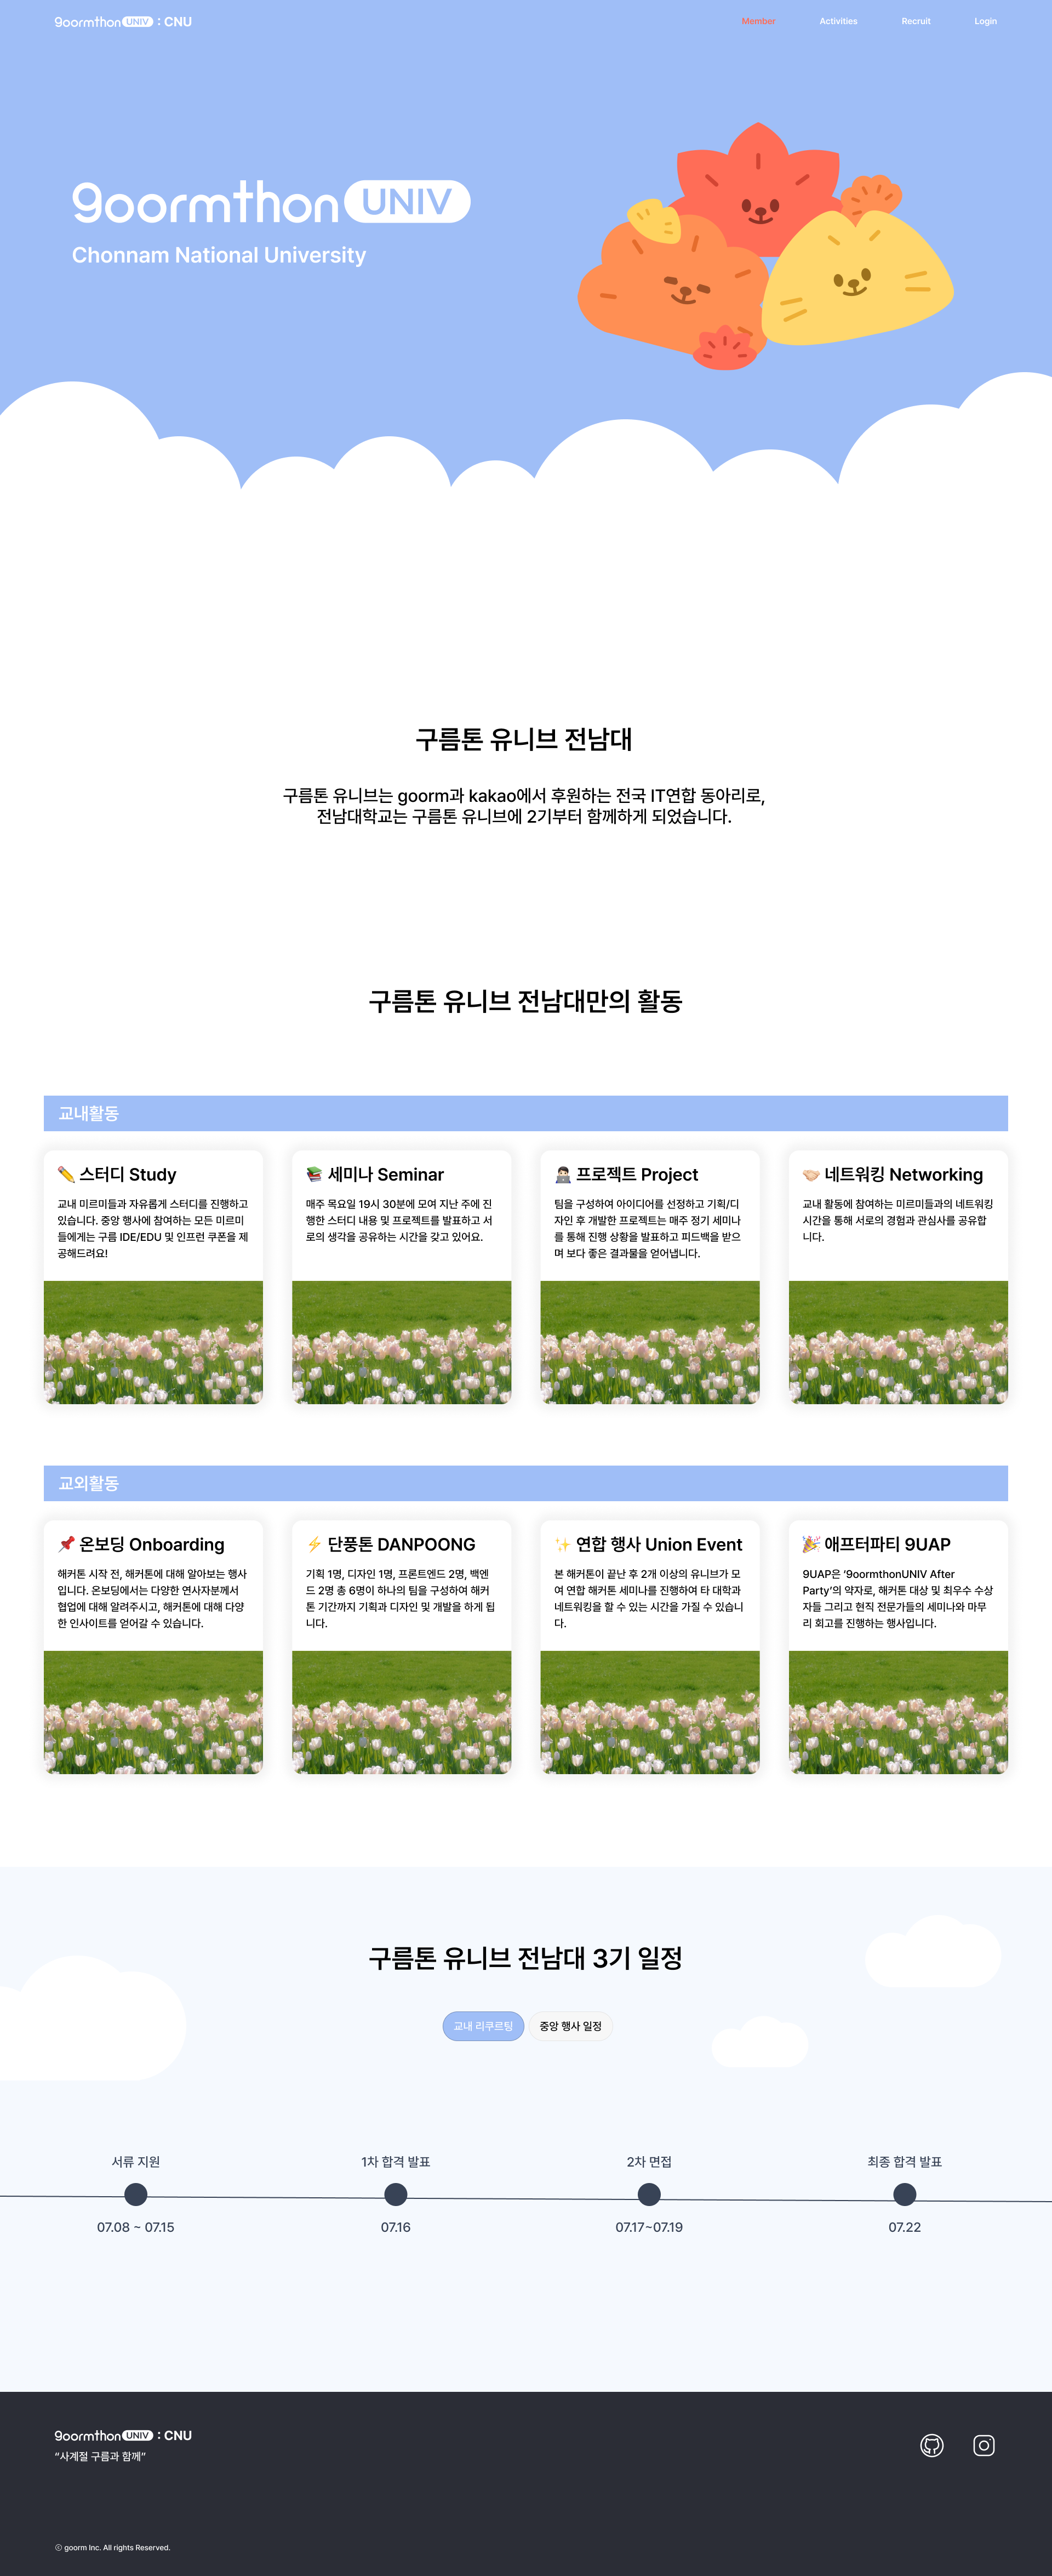 9oormthon UNIV : CNU
Member Activities Recruit Login
9oormthon UNIV
Chonnam National University
구름톤 유니브 전남대
구름톤 유니브는 goorm과 kakao에서 후원하는 전국 IT연합 동아리로,
전남대학교는 구름톤 유니브에 2기부터 함께하게 되었습니다.
구름톤 유니브 전남대만의 활동
교내활동
✏️ 스터디 Study
교내 미르미들과 자유롭게 스터디를 진행하고
있습니다. 중앙 행사에 참여하는 모든 미르미
들에게는 구름 IDE/EDU 및 인프런 쿠폰을 제
공해드려요!
📚 세미나 Seminar
매주 목요일 19시 30분에 모여 지난 주에 진
행한 스터디 내용 및 프로젝트를 발표하고 서
로의 생각을 공유하는 시간을 갖고 있어요.
🧑🏻‍💻 프로젝트 Project
팀을 구성하여 아이디어를 선정하고 기획/디
자인 후 개발한 프로젝트는 매주 정기 세미나
를 통해 진행 상황을 발표하고 피드백을 받으
며 보다 좋은 결과물을 얻어냅니다.
🤝🏻 네트워킹 Networking
교내 활동에 참여하는 미르미들과의 네트워킹
시간을 통해 서로의 경험과 관심사를 공유합
니다.
교외활동
📌 온보딩 Onboarding
해커톤 시작 전, 해커톤에 대해 알아보는 행사
입니다. 온보딩에서는 다양한 연사자분께서
협업에 대해 알려주시고, 해커톤에 대해 다양
한 인사이트를 얻어갈 수 있습니다.
⚡ 단풍톤 DANPOONG
기획 1명, 디자인 1명, 프론트엔드 2명, 백엔
드 2명 총 6명이 하나의 팀을 구성하여 해커
톤 기간까지 기획과 디자인 및 개발을 하게 됩
니다.
✨ 연합 행사 Union Event
본 해커톤이 끝난 후 2개 이상의 유니브가 모
여 연합 해커톤 세미나를 진행하여 타 대학과
네트워킹을 할 수 있는 시간을 가질 수 있습니
다.
🎉 애프터파티 9UAP
9UAP은 ‘9oormthonUNIV After
Party’의 약자로, 해커톤 대상 및 최우수 수상
자들 그리고 현직 전문가들의 세미나와 마무
리 회고를 진행하는 행사입니다.
구름톤 유니브 전남대 3기 일정
교내 리쿠르팅 중앙 행사 일정
서류 지원 1차 합격 발표 2차 면접 최종 합격 발표
07.08 ~ 07.15 07.16 07.17~07.19 07.22
9oormthon UNIV : CNU
“사계절 구름과 함께”
ⓒ goorm Inc. All rights Reserved.